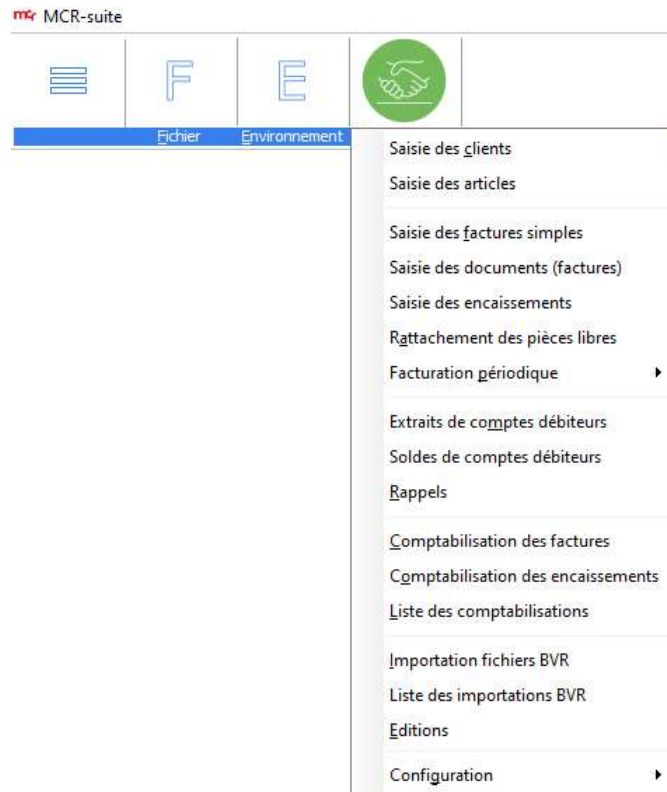 mcr MCR-suite
F E
Fichier Environnement
Saisie des clients
Saisie des articles
Saisie des factures simples
Saisie des documents (factures)
Saisie des encaissements
Rattachement des pièces libres
Facturation périodique
Extraits de comptes débiteurs
Soldes de comptes débiteurs
Rappels
Comptabilisation des factures
Comptabilisation des encaissements
Liste des comptabilisations
Importation fichiers BVR
Liste des importations BVR
Editions
Configuration